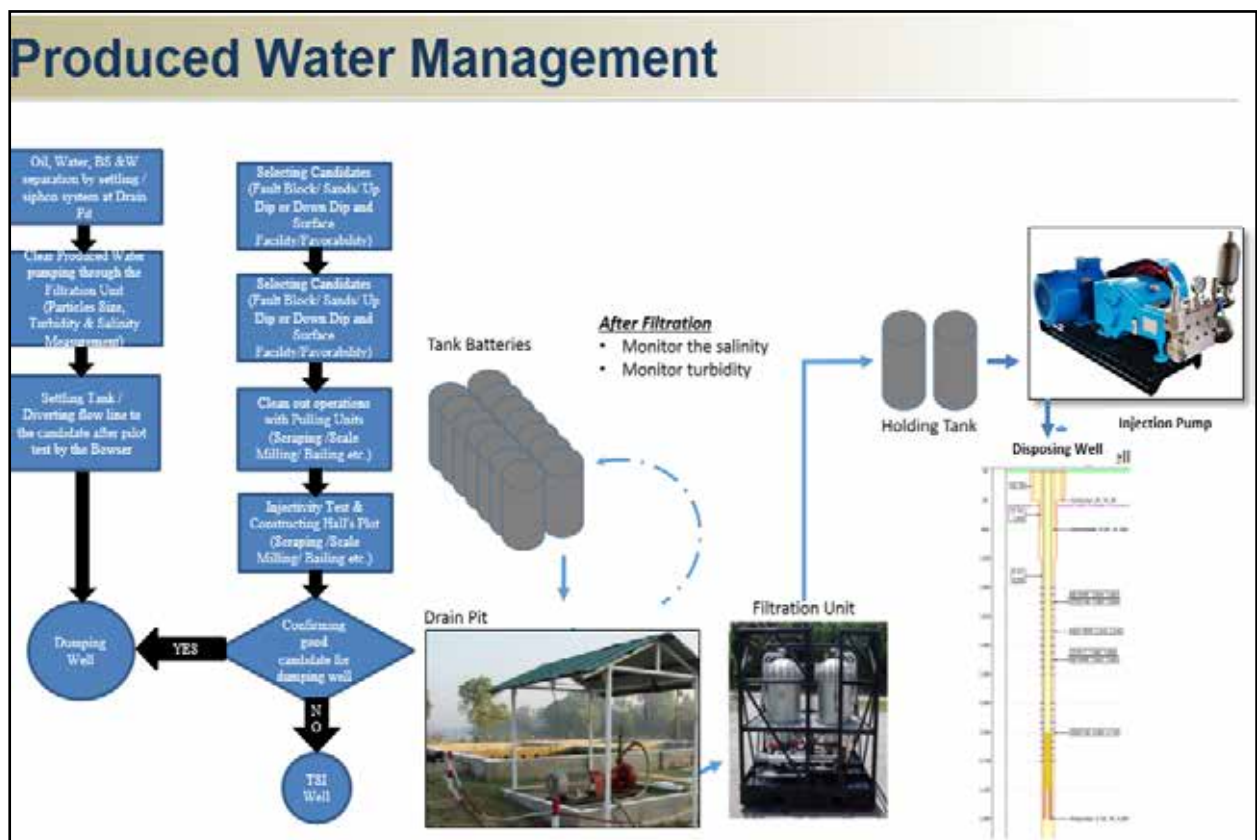 Produced Water Management
Oil, Water, BS &W
separation by settling /
siphon system at Drain
Pit
Clear Produced Water
pumping through the
Filtration Unit
(Particles Size,
Turbidity & Salinity
Measurement)
Settling Tank /
Diverting flow line to
the candidate after pilot
test by the Bowser
Dumping
Well
Selecting Candidates
(Fault Block/ Sands/ Up
Dip or Down Dip and
Surface
Facility/Favorability)
Selecting Candidates
(Fault Block/ Sands/ Up
Dip or Down Dip and
Surface
Facility/Favorability)
Clean out operations
with Pulling Units
(Scraping /Scale
Milling/ Bailing etc.)
Injectivity Test &
Constructing Hall's Plot
(Scraping /Scale
Milling/ Bailing etc.)
Confirming
good
candidate for
dumping well
YES
N
O
TSI
Well
Tank Batteries
After Filtration
• Monitor the salinity
• Monitor turbidity
Drain Pit
Filtration Unit
Holding Tank
Injection Pump
Disposing Well
ell